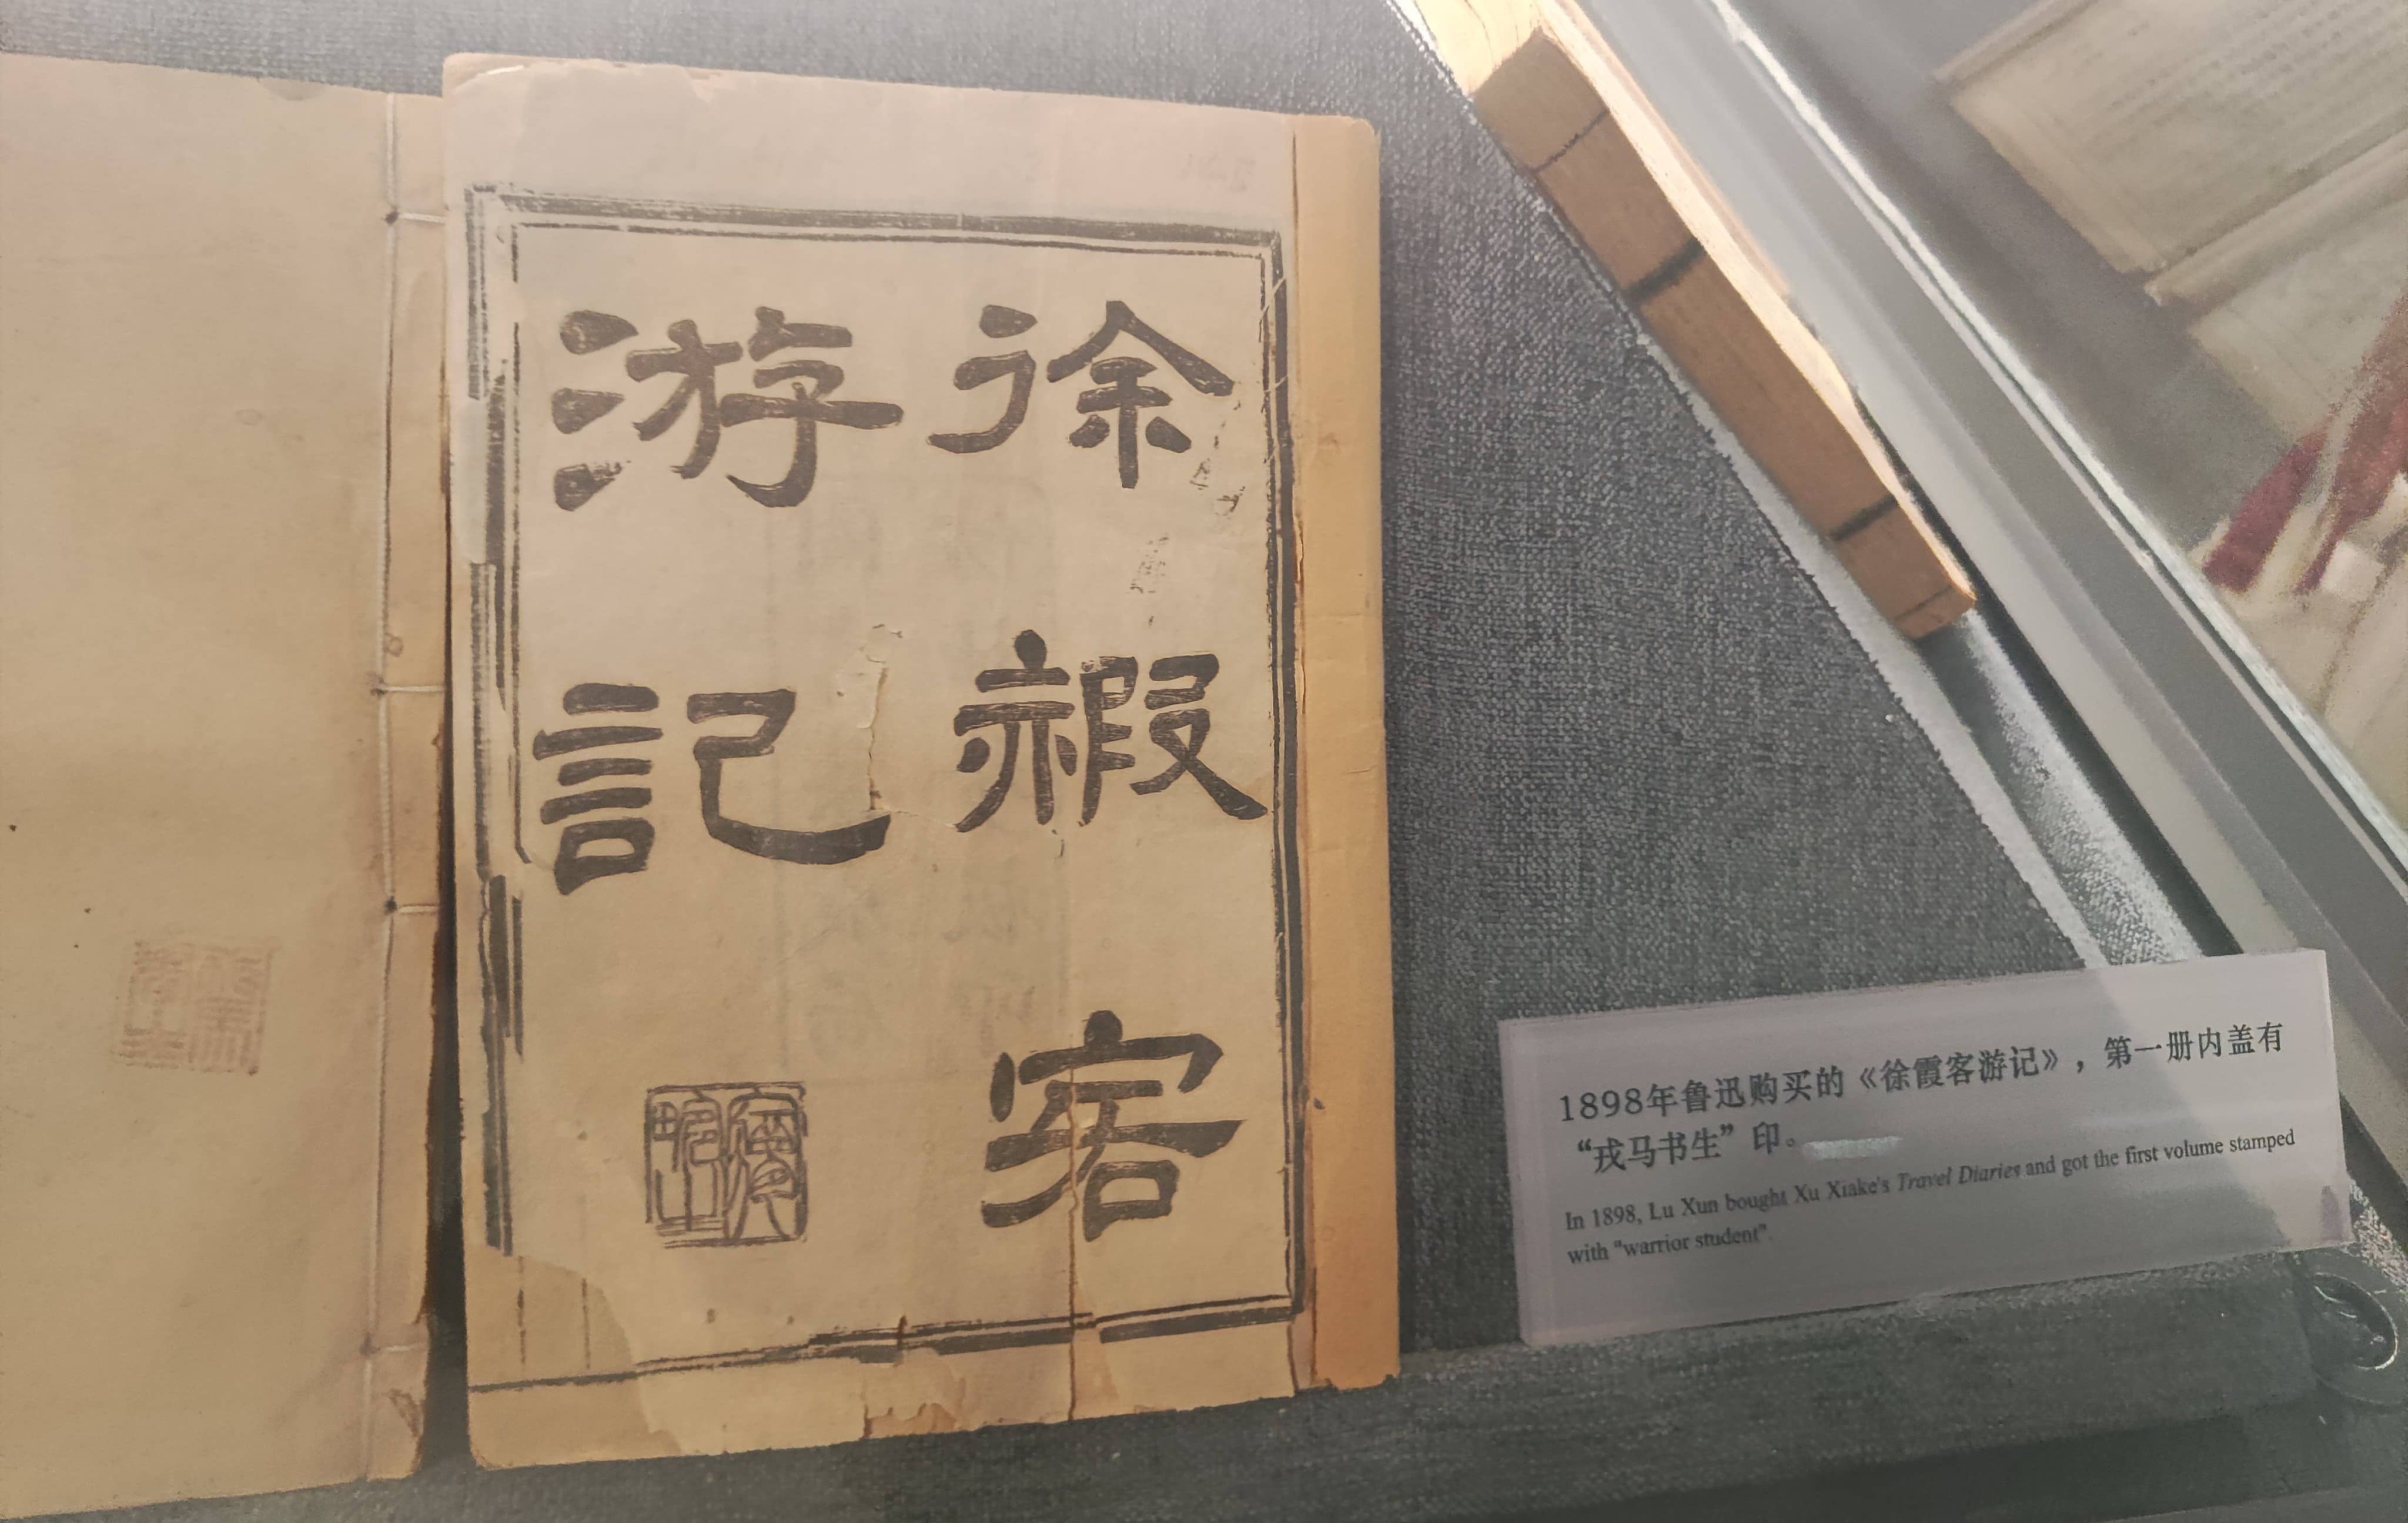 徐赮客
游記
1898年鲁迅购买的《徐霞客游记》，第一册内盖有
“戎马书生”印。
In 1898, Lu Xun bought Xu Xiake's Travel Diaries and got the first volume stamped
with "warrior student".